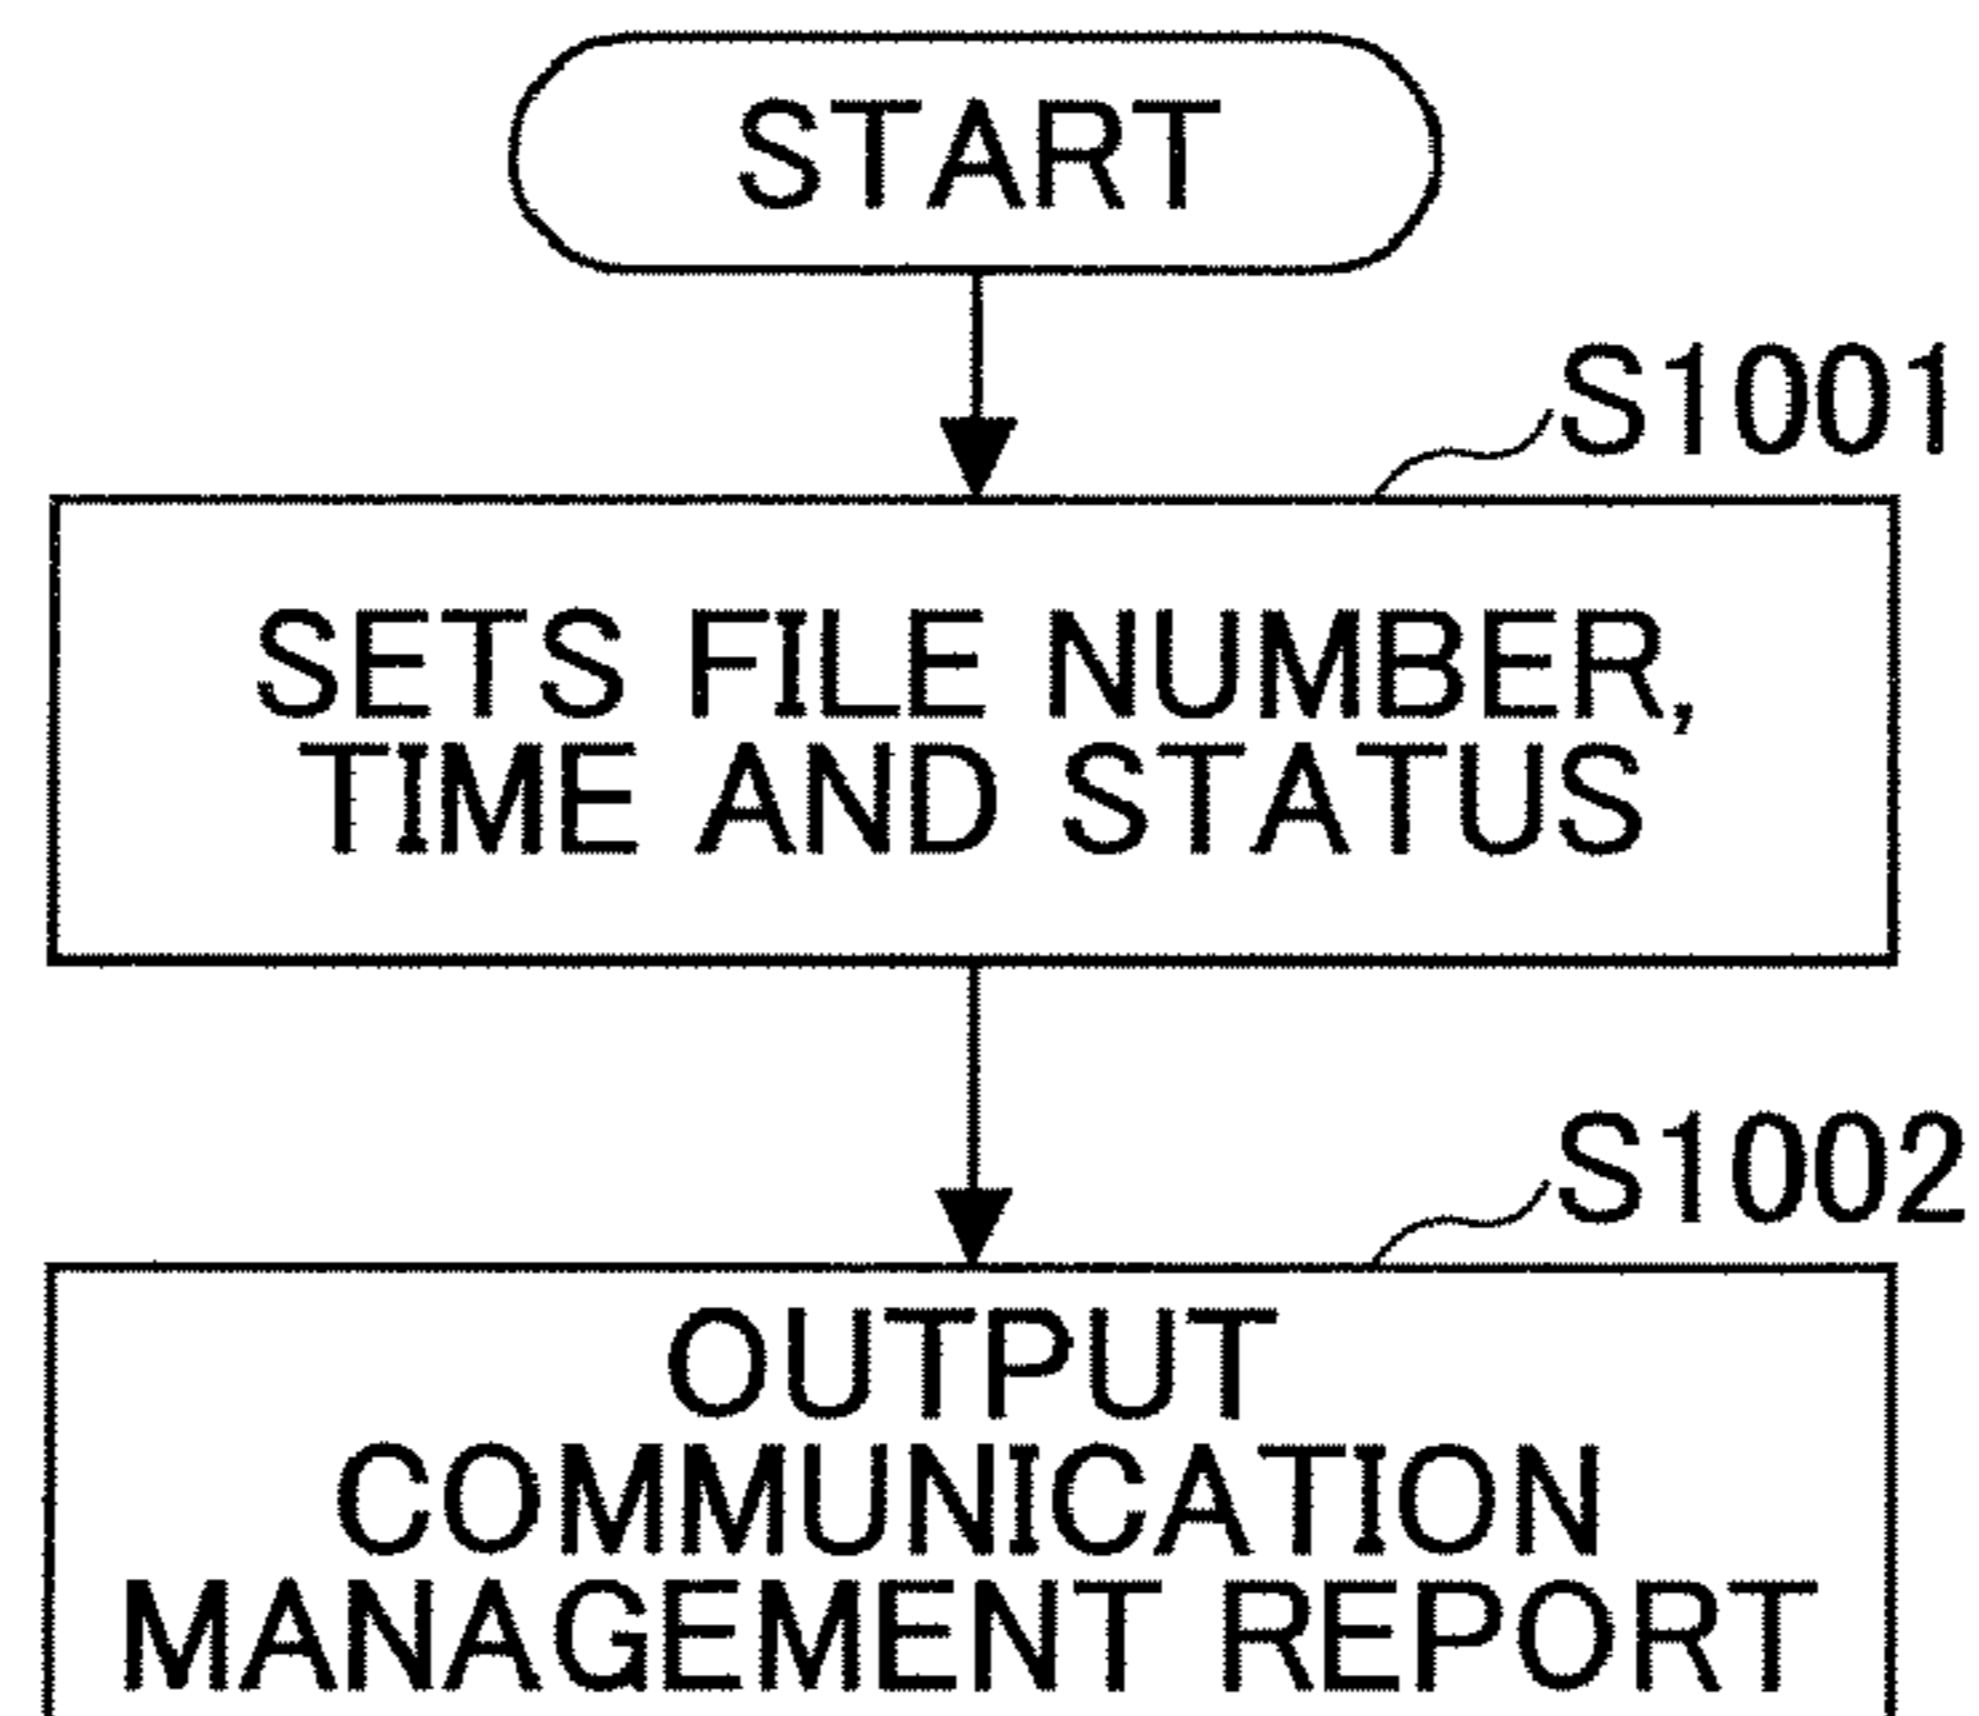 START
S1001
SETS FILE NUMBER,
TIME AND STATUS
S1002
OUTPUT
COMMUNICATION
MANAGEMENT REPORT